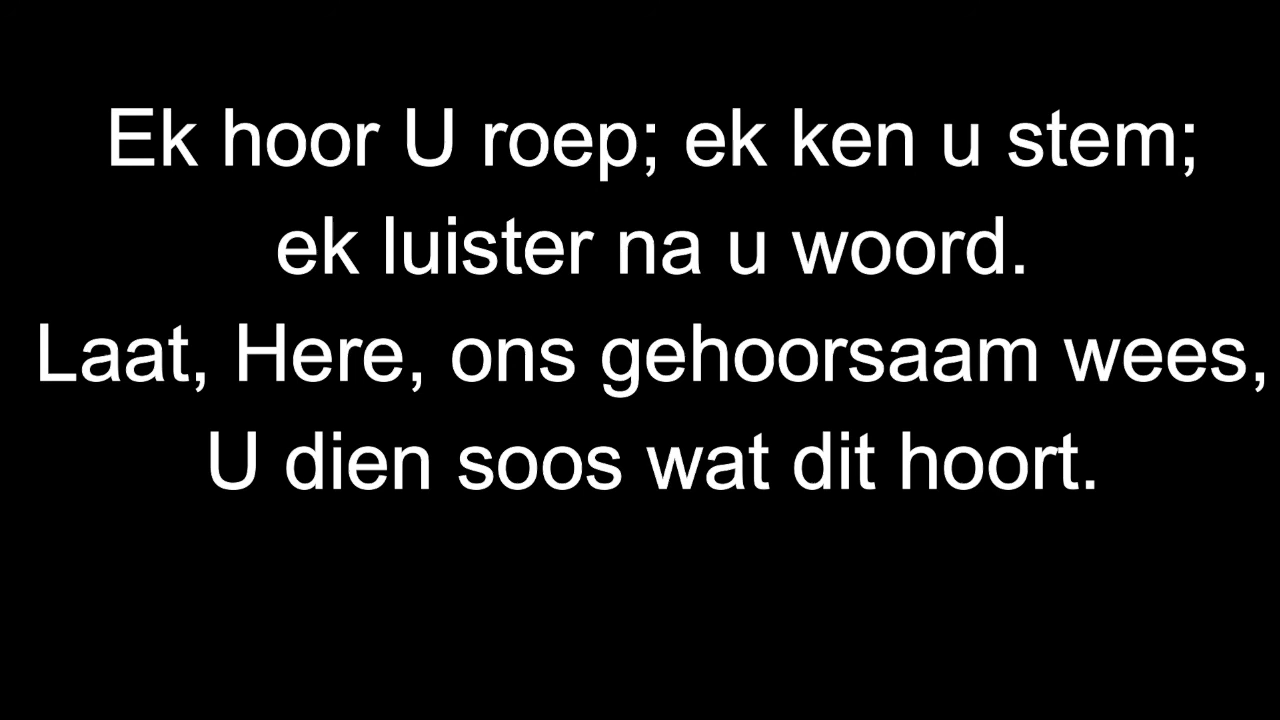 Ek hoor U roep; ek ken u stem;
ek luister na u woord.
Laat, Here, ons gehoorsaam wees,
U dien soos wat dit hoort.